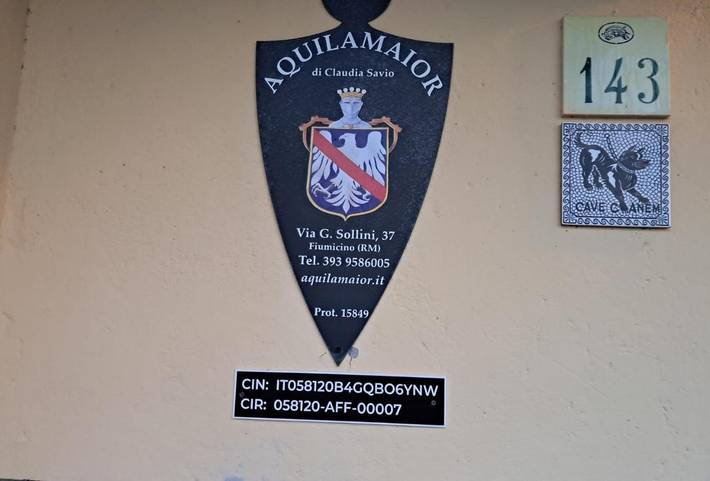 AQUILAMAIOR
di Claudia Savio
Via G. Sollini, 37
Fiumicino (RM)
Tel. 393 9586005
aquilamaior.it
Prot. 15849
CIN: IT058120B4GQBO6YNW
CIR: 058120-AFF-00007
143
CAVE CANEM